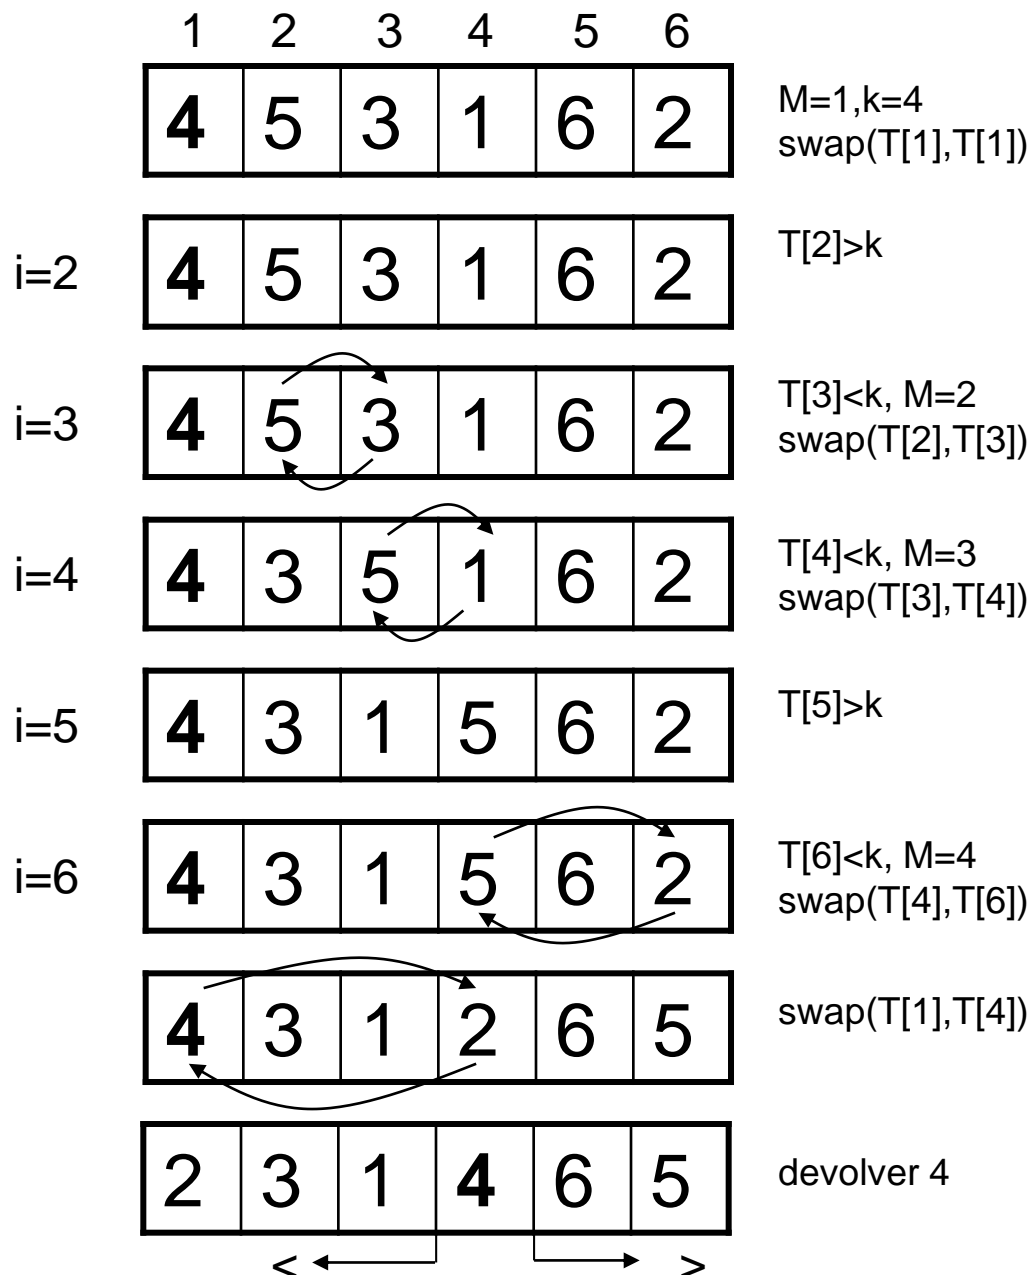 1 2 3 4 5 6
4 5 3 1 6 2
M=1,k=4
swap(T[1],T[1])
i=2
4 5 3 1 6 2
T[2]>k
i=3
4 5 3 1 6 2
T[3]<k, M=2
swap(T[2],T[3])
i=4
4 3 5 1 6 2
T[4]<k, M=3
swap(T[3],T[4])
i=5
4 3 1 5 6 2
T[5]>k
i=6
4 3 1 5 6 2
T[6]<k, M=4
swap(T[4],T[6])
4 3 1 2 6 5
swap(T[1],T[4])
2 3 1 4 6 5
devolver 4
< >